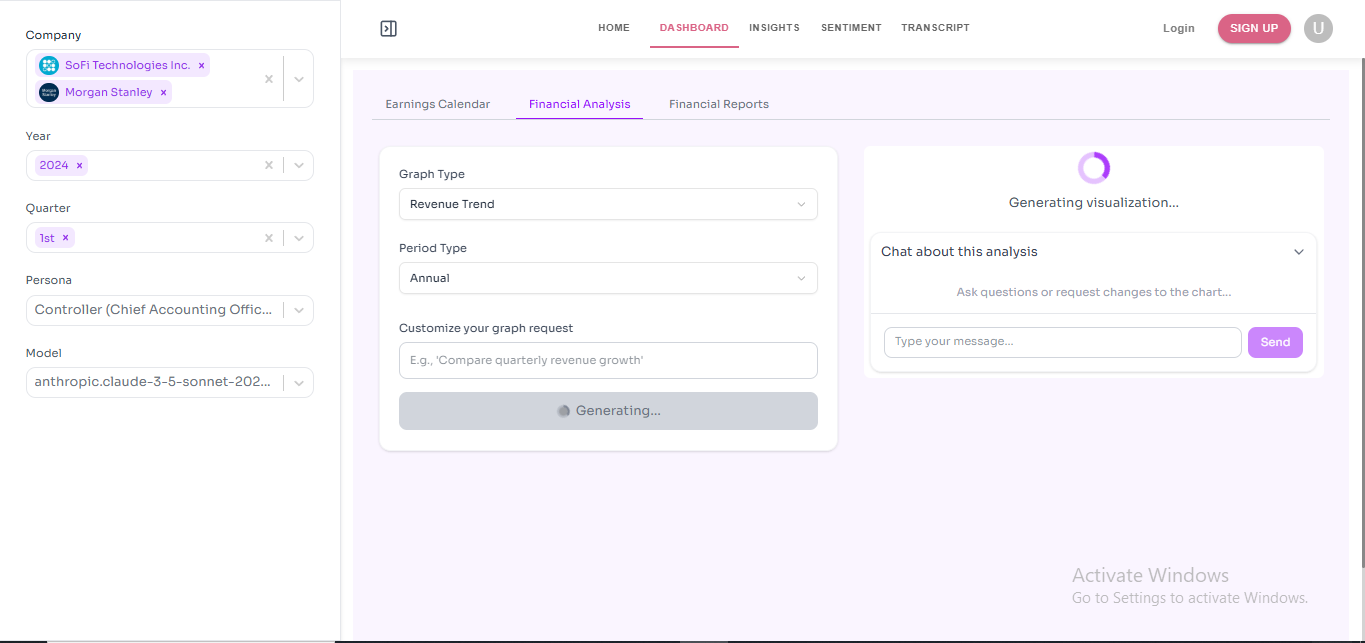 Company
SoFi Technologies Inc. ×
Morgan Stanley ×
Year
2024 ×
Quarter
1st ×
Persona
Controller (Chief Accounting Offic...
Model
anthropic.claude-3-5-sonnet-202...
HOME DASHBOARD INSIGHTS SENTIMENT TRANSCRIPT
Login SIGN UP U
Earnings Calendar Financial Analysis Financial Reports
Graph Type
Revenue Trend
Period Type
Annual
Customize your graph request
E.g., 'Compare quarterly revenue growth'
Generating...
Generating visualization...
Chat about this analysis
Ask questions or request changes to the chart...
Type your message...
Send
Activate Windows
Go to Settings to activate Windows.